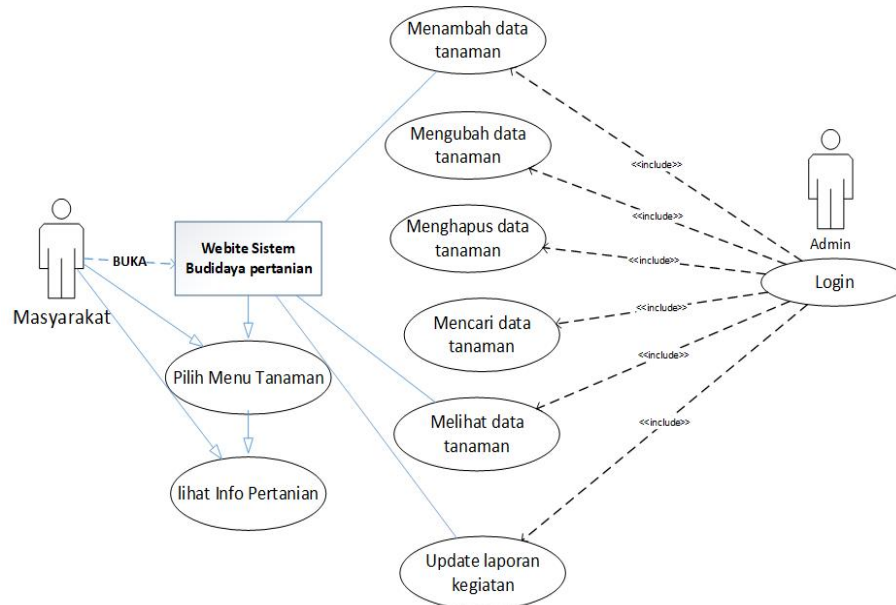 Menambah data
tanaman
Mengubah data
tanaman
<<include>>
<<include>>
Menghapus data
tanaman
<<include>>
Admin
Login
Webite Sistem
Budidaya pertanian
BUKA
Masyarakat
Mencari data
tanaman
<<include>>
<<include>>
Pilih Menu Tanaman
Melihat data
tanaman
<<include>>
lihat Info Pertanian
Update laporan
kegiatan